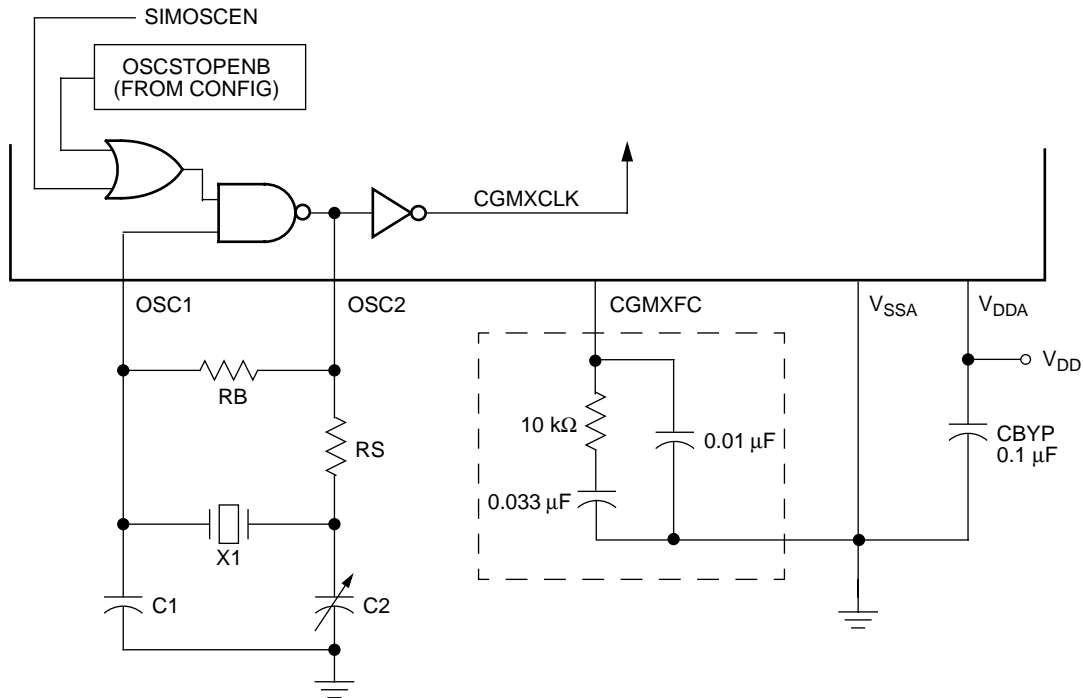 SIMOSCEN
OSCSTOPENB
(FROM CONFIG)
CGMXCLK
OSC1
OSC2
CGMXFC
VSSA
VDDA
VDD
RB
10 kΩ
0.01 µF
CBYP
0.1 µF
RS
0.033 µF
X1
C1
C2